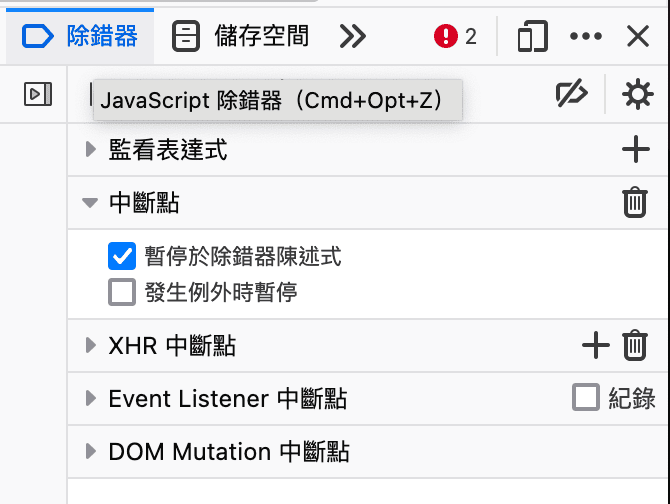 除錯器 儲存空間 2
JavaScript 除錯器（Cmd+Opt+Z）
監看表達式
中斷點
暫停於除錯器陳述式
發生例外時暫停
XHR 中斷點
Event Listener 中斷點 紀錄
DOM Mutation 中斷點